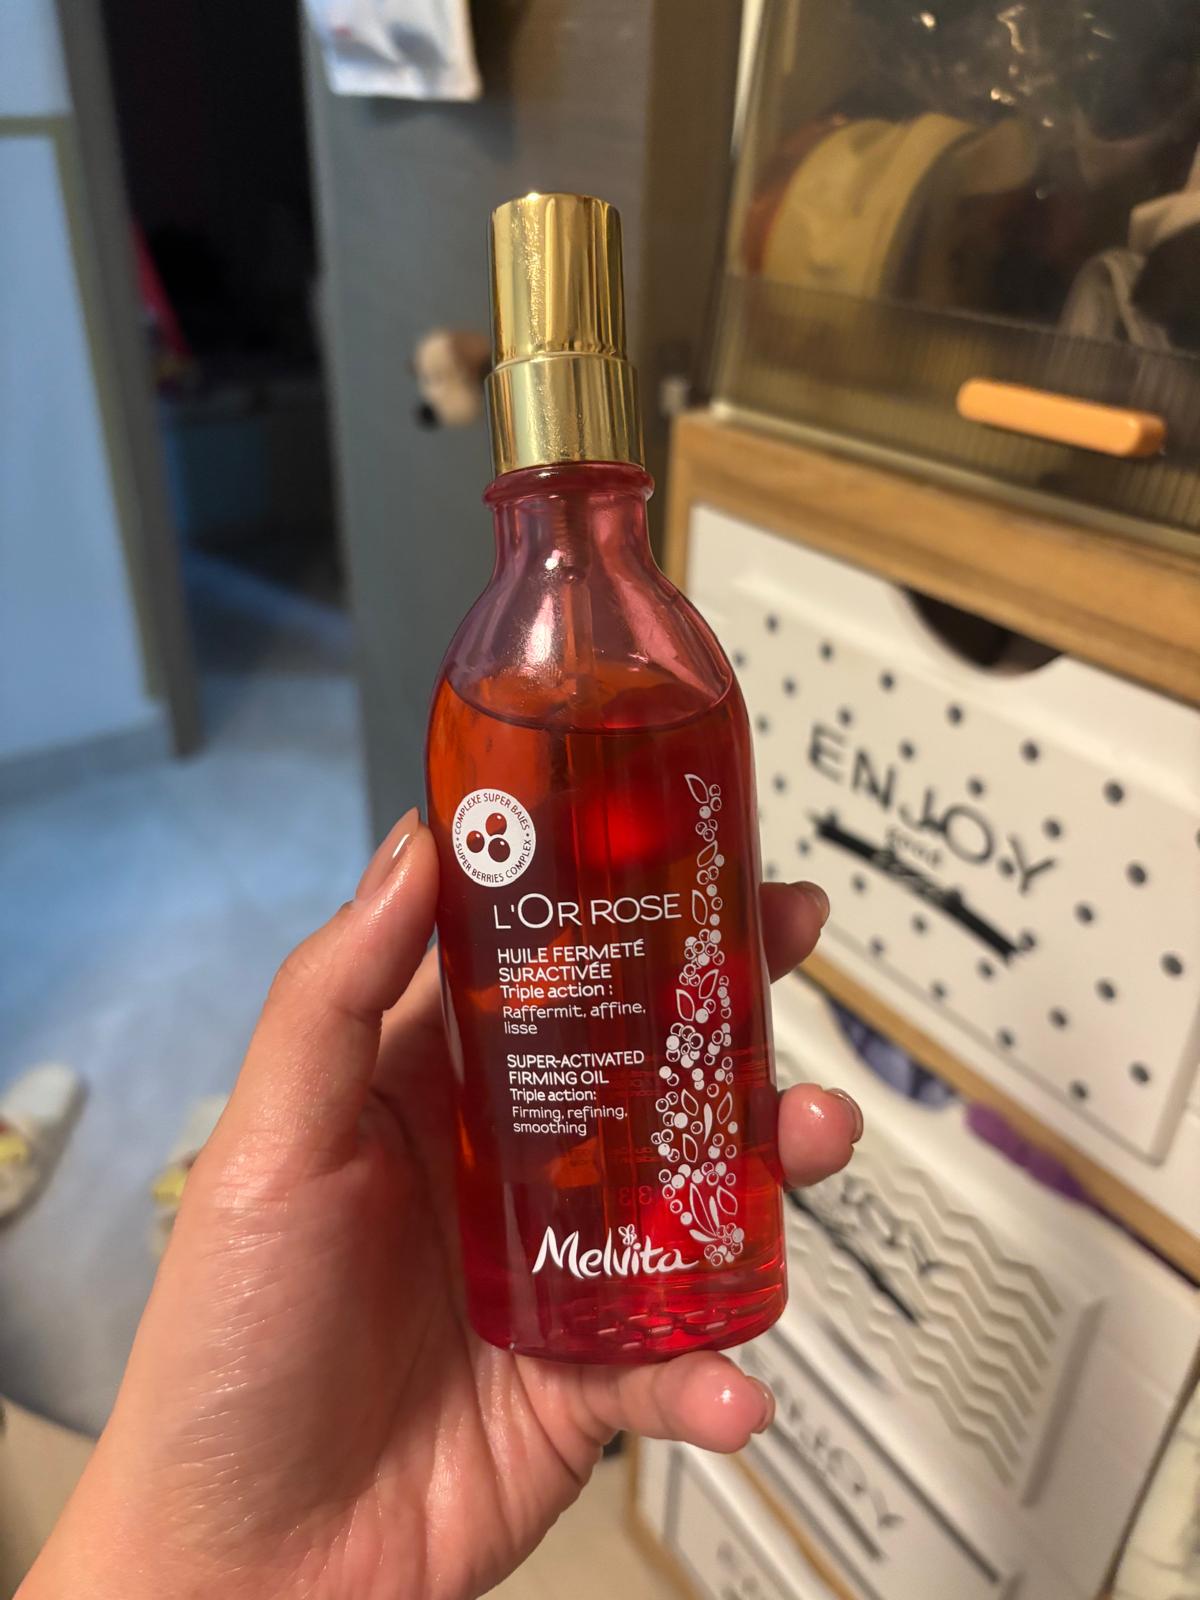 COMPLEXE SUPER BAIES
SUPER BERRIES COMPLEX
L'OR ROSE
HUILE FERMETÉ
SURACTIVÉE
Triple action :
Raffermit, affine,
lisse
SUPER-ACTIVATED
FIRMING OIL
Triple action:
Firming, refining,
smoothing
Melvita
ENJOY